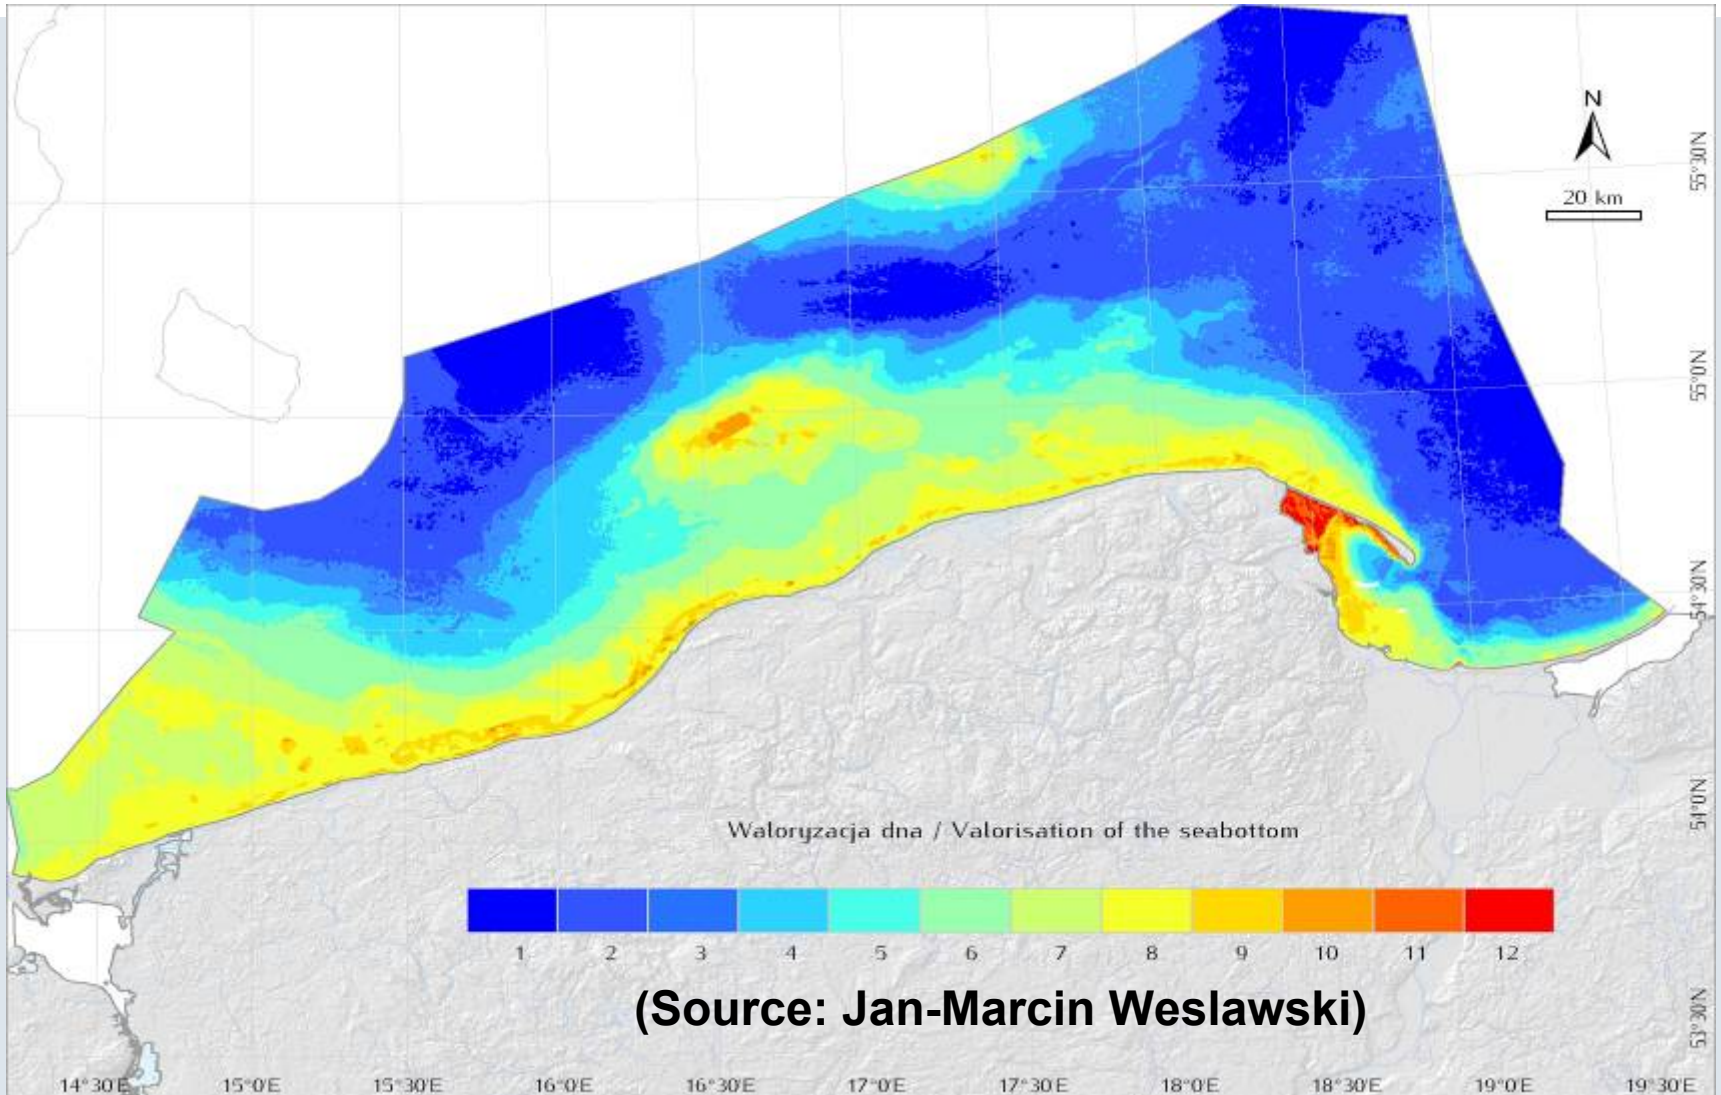 N
20 km
55°30'N
55°0'N
54°30'N
54°0'N
53°30'N
Waloryzacja dna / Valorisation of the seabottom
1 2 3 4 5 6 7 8 9 10 11 12
(Source: Jan-Marcin Weslawski)
14°30'E 15°0'E 15°30'E 16°0'E 16°30'E 17°0'E 17°30'E 18°0'E 18°30'E 19°0'E 19°30'E